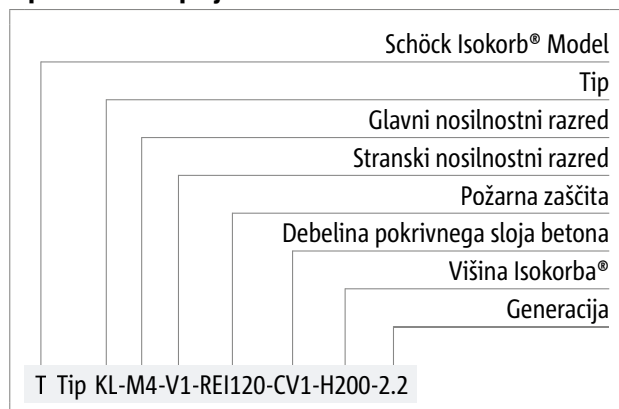 Schöck Isokorb® Model
Tip
Glavni nosilnostni razred
Stranski nosilnostni razred
Požarna zaščita
Debelina pokrivnega sloja betona
Višina Isokorba®
Generacija
T Tip KL-M4-V1-REI120-CV1-H200-2.2